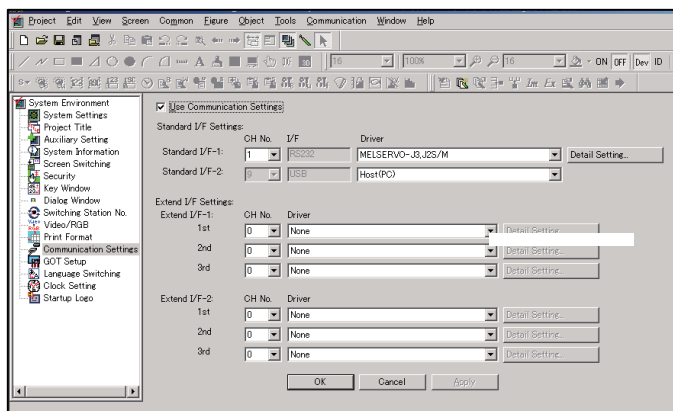 Project Edit View Screen Common Figure Object Tools Communication Window Help
16 100% 16 ON OFF Dev ID
Im Ex
System Environment
System Settings
Project Title
Auxiliary Setting
System Information
Screen Switching
Security
Key Window
Dialog Window
Switching Station No.
Video/RGB
Print Format
Communication Settings
GOT Setup
Language Switching
Clock Setting
Startup Logo
Use Communication Settings
Standard I/F Settings:
CH No. I/F Driver
Standard I/F-1: 1 RS232 MELSERVO-J3,J2S/M Detail Setting...
Standard I/F-2: 9 USB Host(PC)
Extend I/F Settings:
Extend I/F-1: CH No. Driver
1st 0 None Detail Setting...
2nd 0 None
3rd 0 None Detail Setting...
Extend I/F-2: CH No. Driver
1st 0 None Detail Setting...
2nd 0 None Detail Setting...
3rd 0 None Detail Setting...
OK Cancel Apply